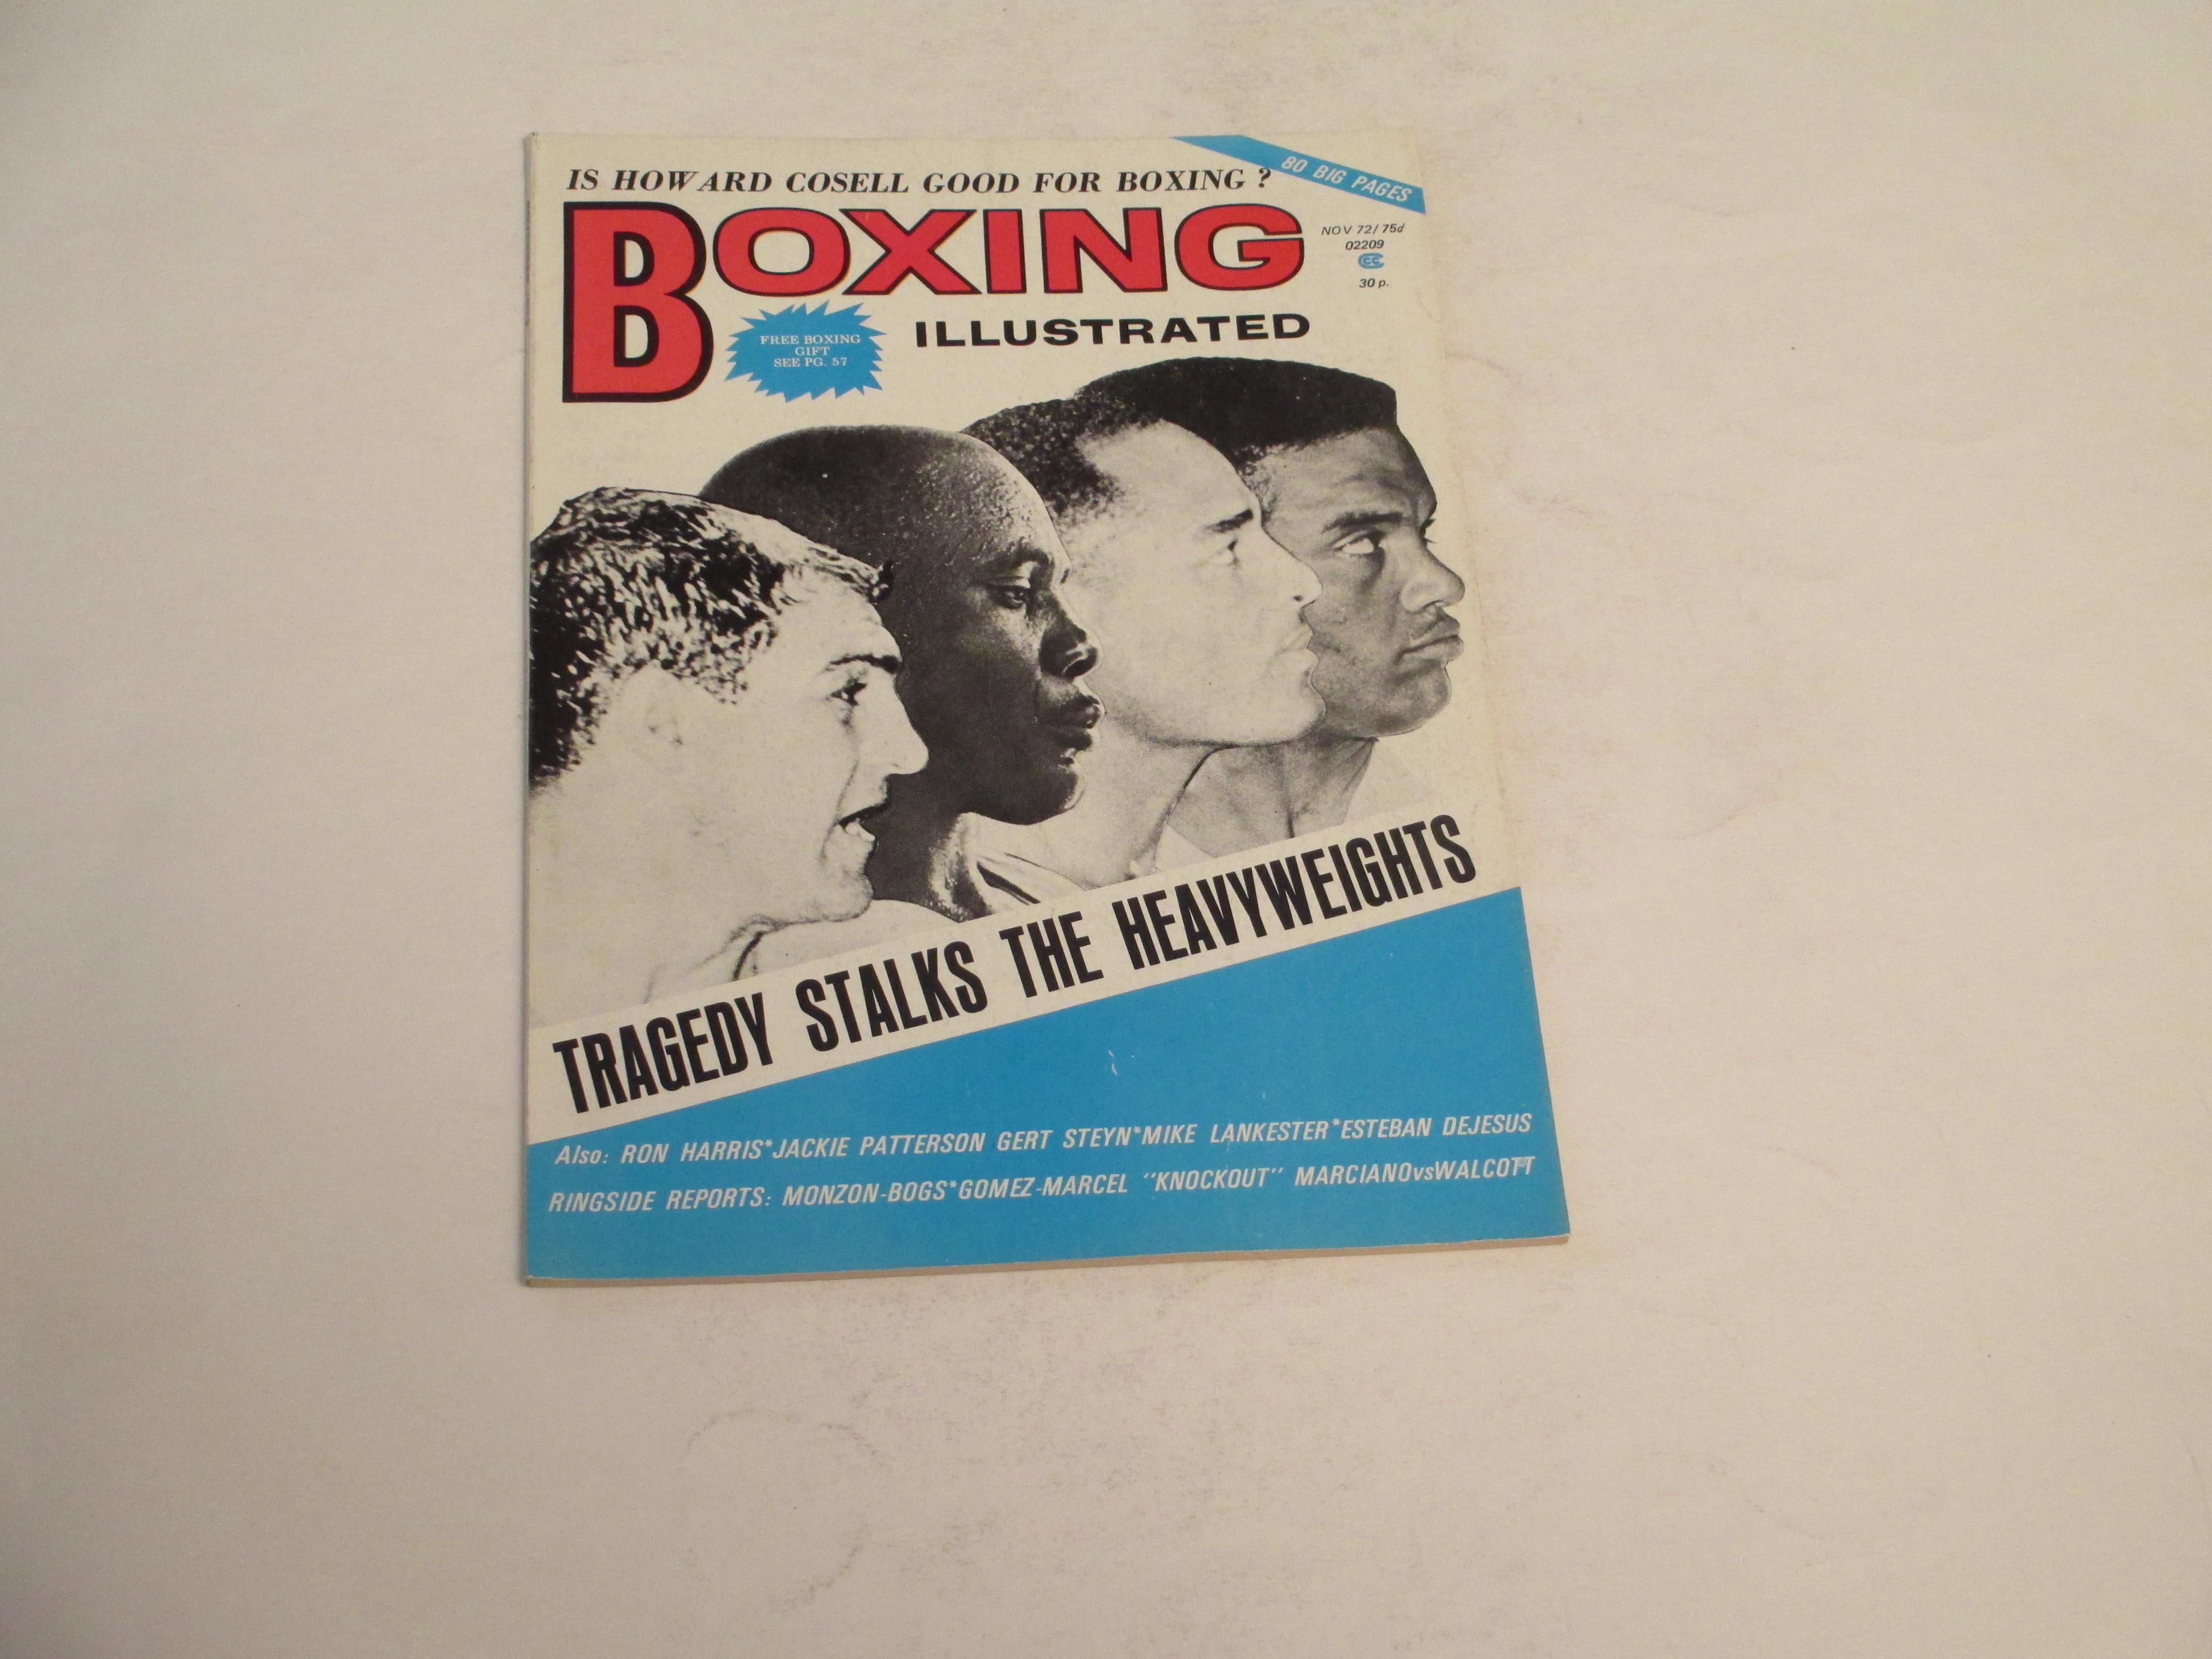 IS HOWARD COSELL GOOD FOR BOXING ?
80 BIG PAGES
BOXING
NOV 72/ 75¢
02209
CC
30 p.
ILLUSTRATED
FREE BOXING
GIFT
SEE PG. 57
TRAGEDY STALKS THE HEAVYWEIGHTS
Also: RON HARRIS*JACKIE PATTERSON GERT STEYN*MIKE LANKESTER*ESTEBAN DEJESUS
RINGSIDE REPORTS: MONZON-BOGS*GOMEZ-MARCEL "KNOCKOUT" MARCIANOvsWALCOTT